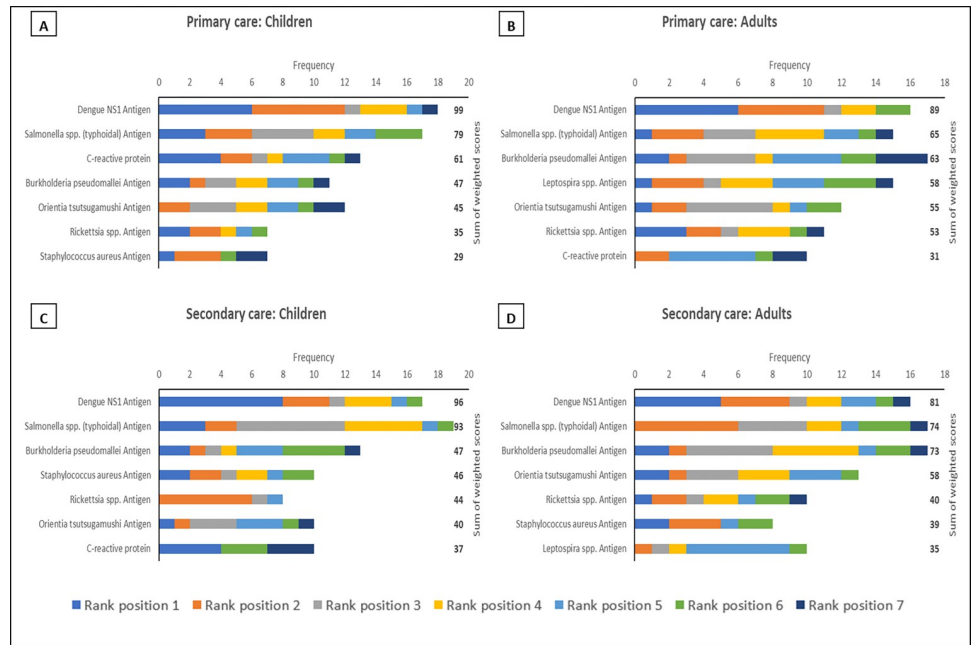 A
Primary care: Children
Frequency
0 2 4 6 8 10 12 14 16 18 20
Dengue NS1 Antigen 99
Salmonella spp. (typhoidal) Antigen 79
C-reactive protein 61
Burkholderia pseudomallei Antigen 47
Orientia tsutsugamushi Antigen 45
Rickettsia spp. Antigen 35
Staphylococcus aureus Antigen 29
Sum of weighted scores
B
Primary care: Adults
Frequency
0 2 4 6 8 10 12 14 16 18
Dengue NS1 Antigen 89
Salmonella spp. (typhoidal) Antigen 65
Burkholderia pseudomallei Antigen 63
Leptospira spp. Antigen 58
Orientia tsutsugamushi Antigen 55
Rickettsia spp. Antigen 53
C-reactive protein 31
Sum of weighted scores
C
Secondary care: Children
Frequency
0 2 4 6 8 10 12 14 16 18 20
Dengue NS1 Antigen 96
Salmonella spp. (typhoidal) Antigen 93
Burkholderia pseudomallei Antigen 47
Staphylococcus aureus Antigen 46
Rickettsia spp. Antigen 44
Orientia tsutsugamushi Antigen 40
C-reactive protein 37
Sum of weighted scores
D
Secondary care: Adults
Frequency
0 2 4 6 8 10 12 14 16 18
Dengue NS1 Antigen 81
Salmonella spp. (typhoidal) Antigen 74
Burkholderia pseudomallei Antigen 73
Orientia tsutsugamushi Antigen 58
Rickettsia spp. Antigen 40
Staphylococcus aureus Antigen 39
Leptospira spp. Antigen 35
Sum of weighted scores
Rank position 1 Rank position 2 Rank position 3 Rank position 4 Rank position 5 Rank position 6 Rank position 7